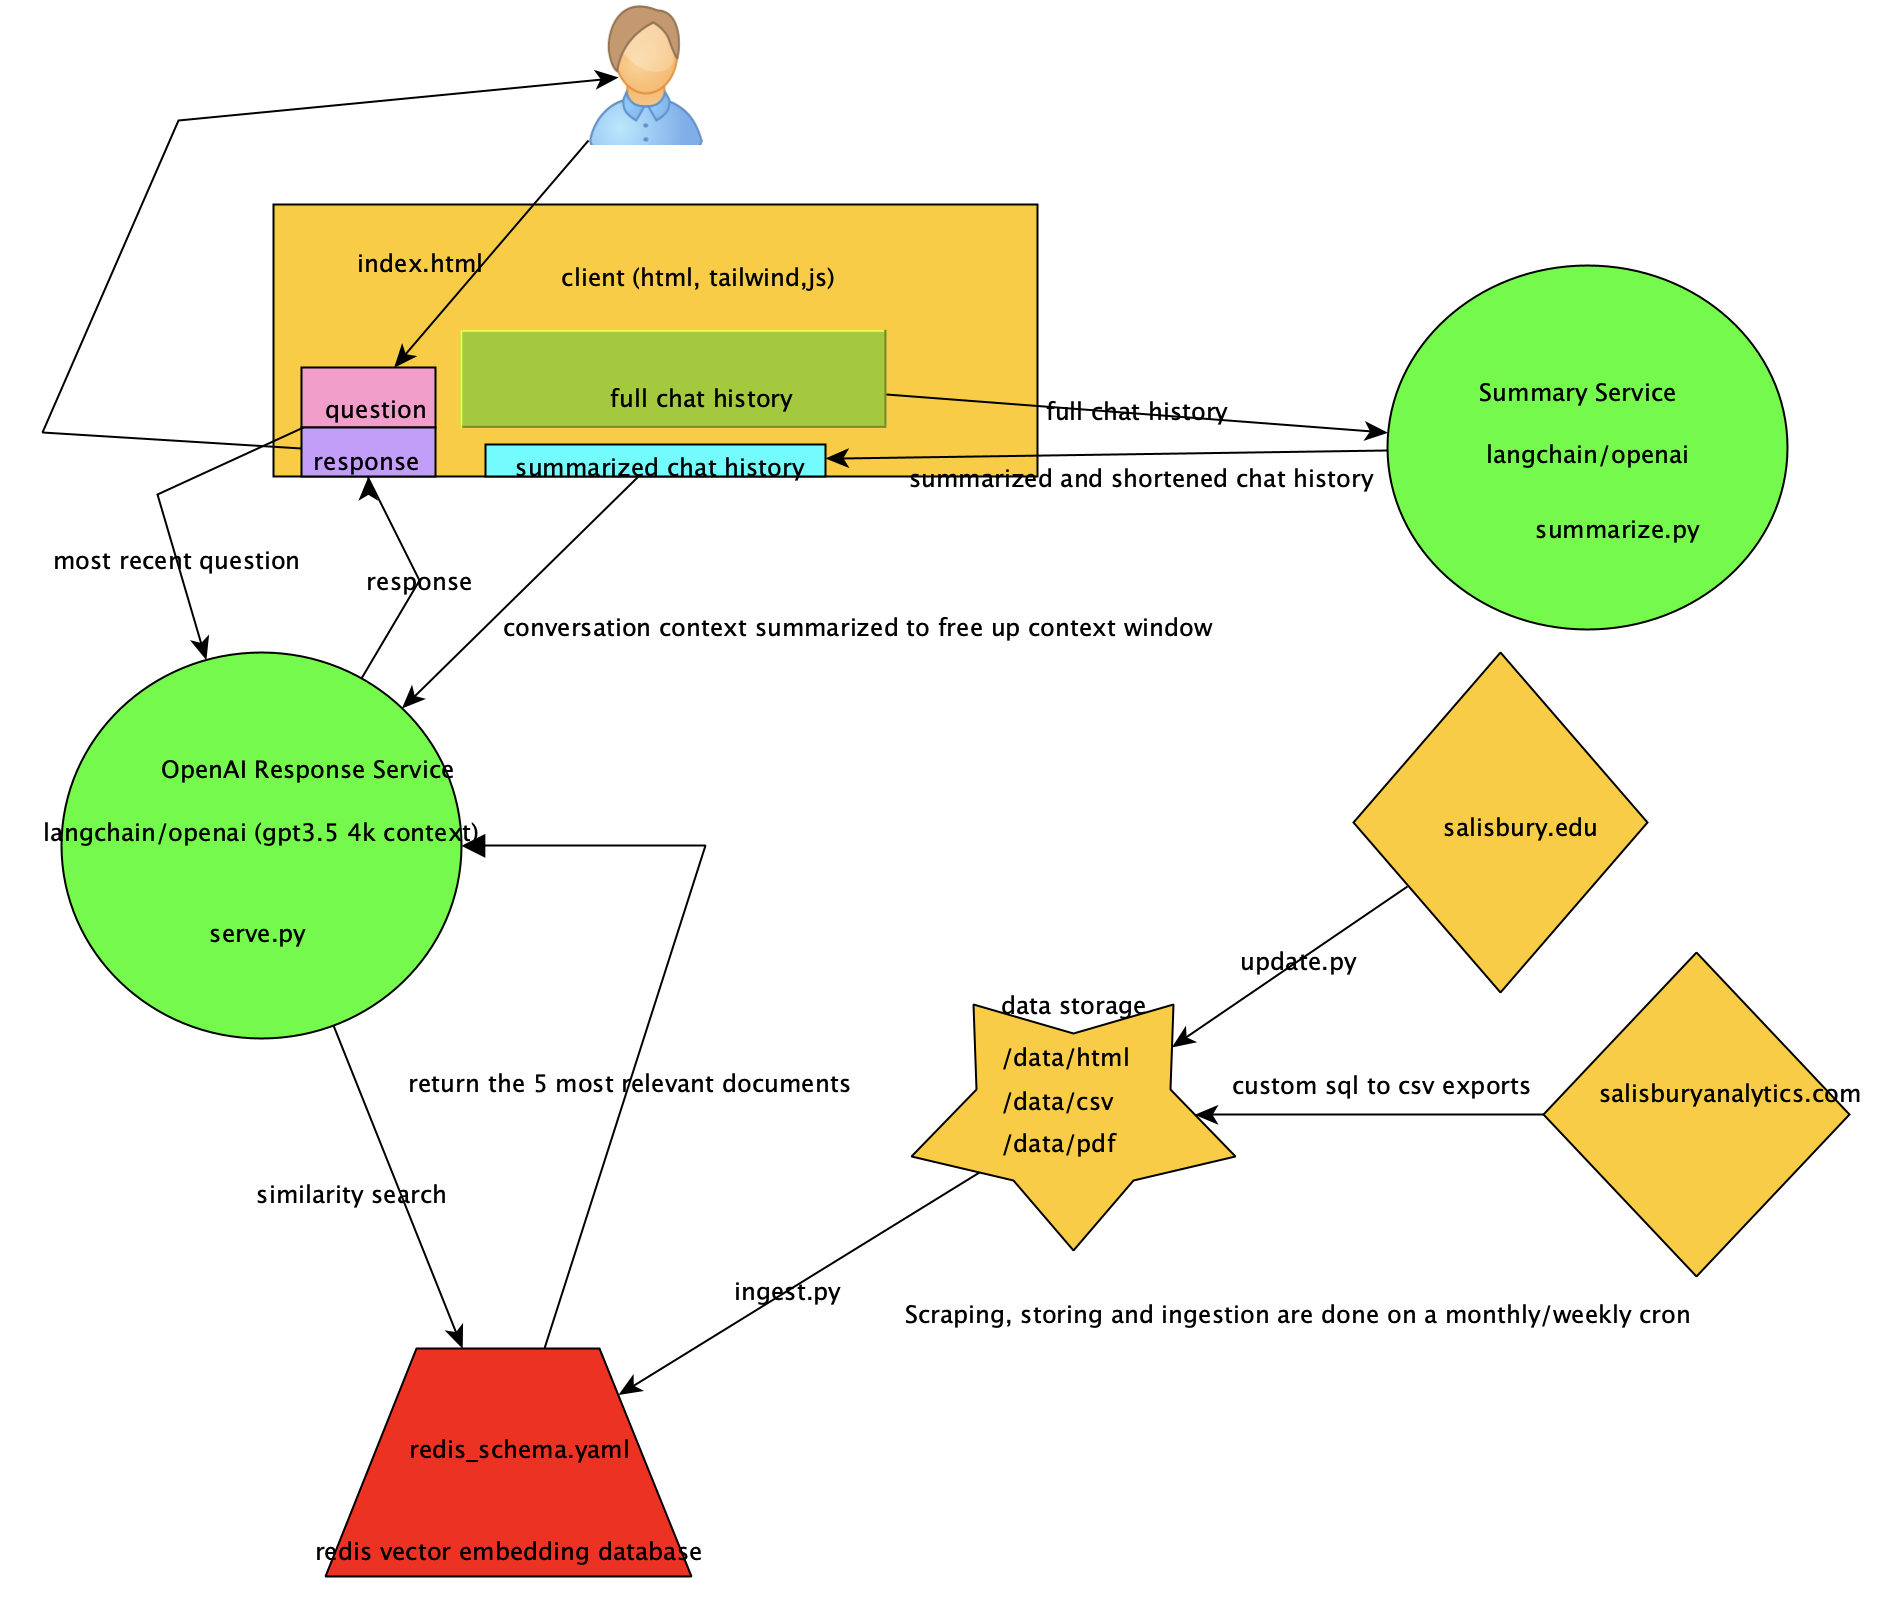 index.html
client (html, tailwind,js)
full chat history
question
response
summarized chat history
full chat history
summarized and shortened chat history
Summary Service
langchain/openai
summarize.py
most recent question
response
conversation context summarized to free up context window
OpenAI Response Service
langchain/openai (gpt3.5 4k context)
serve.py
salisbury.edu
update.py
data storage
/data/html
/data/csv
/data/pdf
custom sql to csv exports
salisburyanalytics.com
return the 5 most relevant documents
similarity search
ingest.py
Scraping, storing and ingestion are done on a monthly/weekly cron
redis_schema.yaml
redis vector embedding database